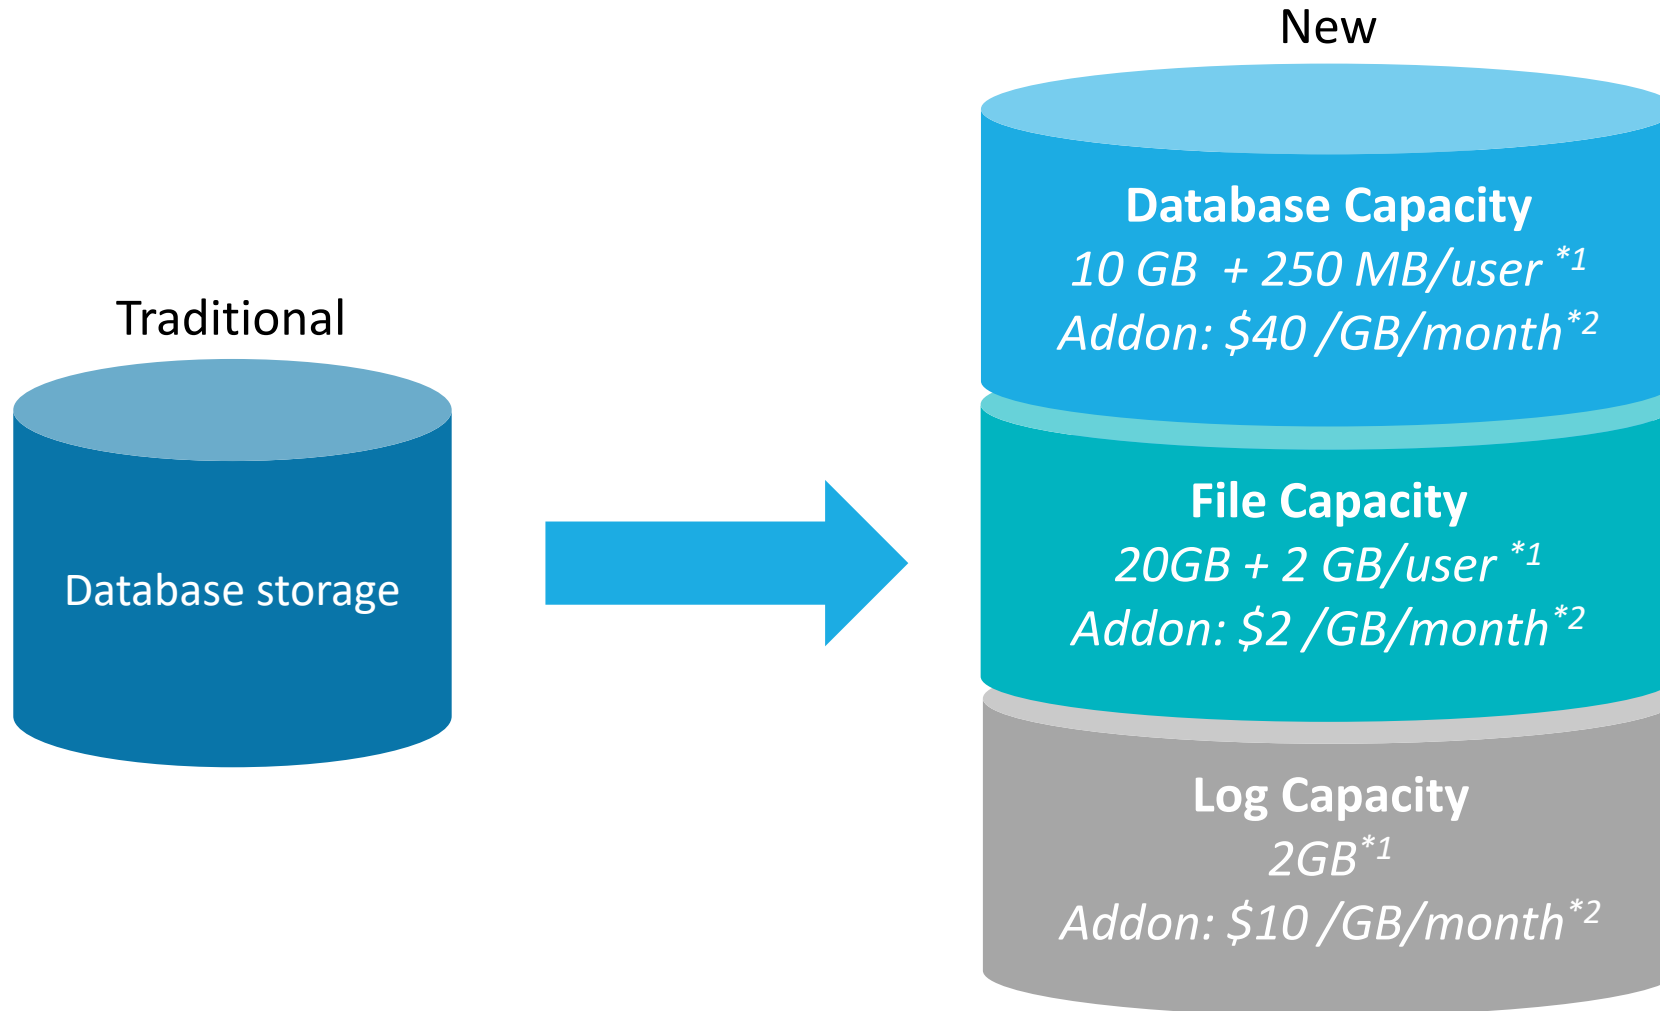 Traditional
Database storage
New
Database Capacity
10 GB + 250 MB/user *1
Addon: $40 /GB/month*2
File Capacity
20GB + 2 GB/user *1
Addon: $2 /GB/month*2
Log Capacity
2GB*1
Addon: $10 /GB/month*2